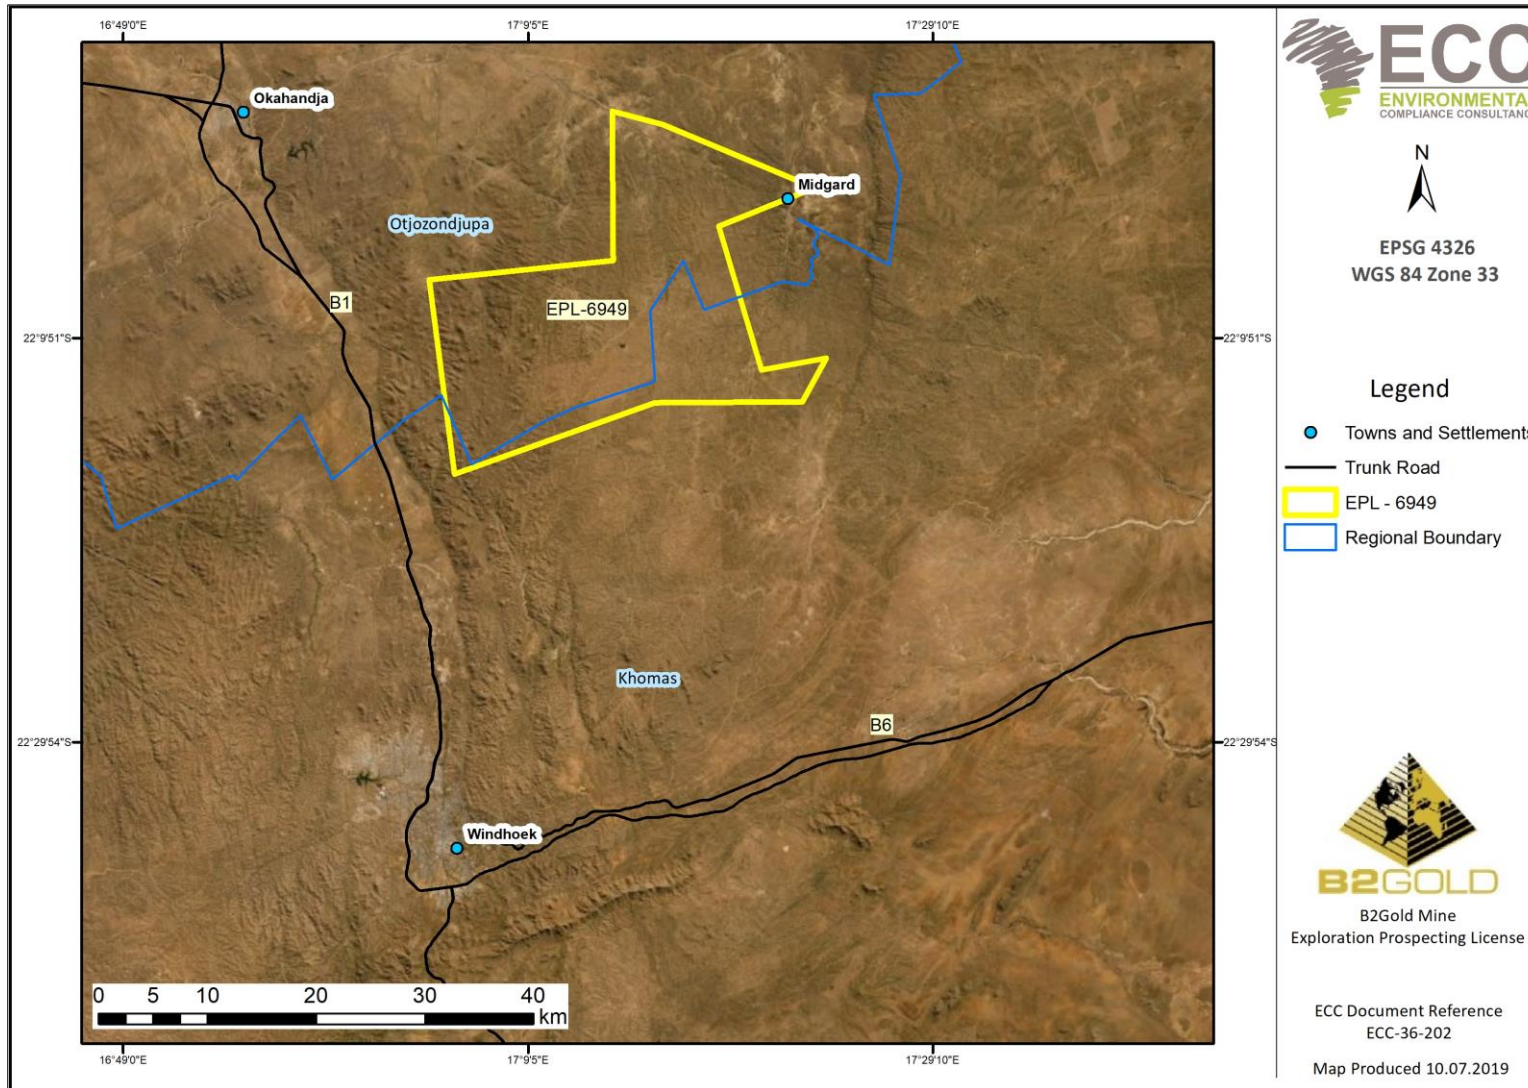 16°49'0"E
17°9'5"E
17°29'10"E
Okahandja
Midgard
Otjozondjupa
B1
EPL-6949
22°9'51"S
22°9'51"S
Khomas
B6
22°29'54"S
22°29'54"S
Windhoek
0 5 10 20 30 40
km
16°49'0"E
17°9'5"E
17°29'10"E
ECC
ENVIRONMENTA
COMPLIANCE CONSULTANC
N
EPSG 4326
WGS 84 Zone 33
Legend
Towns and Settlements
Trunk Road
EPL - 6949
Regional Boundary
B2GOLD
B2Gold Mine
Exploration Prospecting License
ECC Document Reference
ECC-36-202
Map Produced 10.07.2019